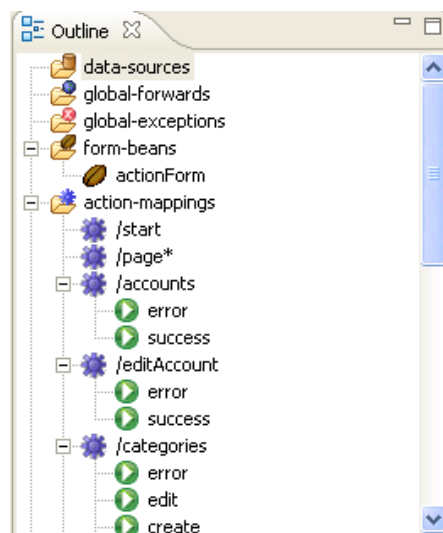 Outline
data-sources
global-forwards
global-exceptions
form-beans
actionForm
action-mappings
/start
/page*
/accounts
error
success
/editAccount
error
success
/categories
error
edit
create